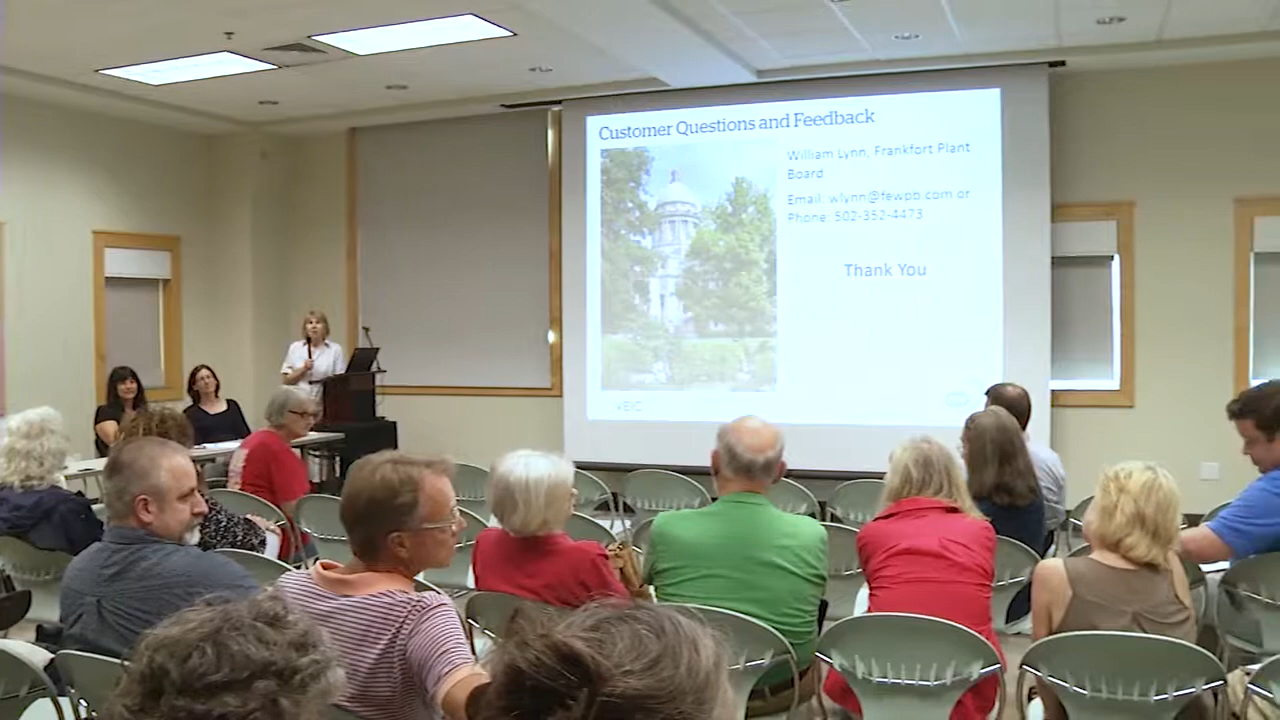 Customer Questions and Feedback
William Lynn, Frankfort Plant
Board
Email: wlynn@fewpb.com or
Phone: 502-352-4473
Thank You